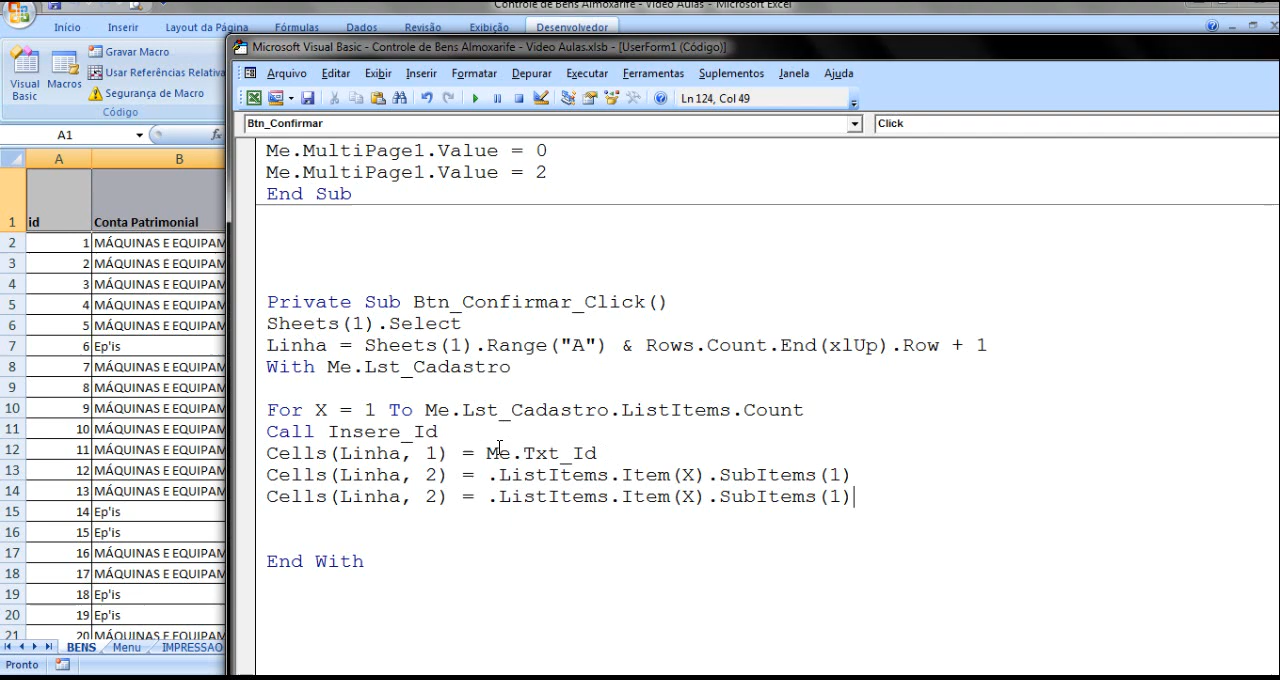 Controle de Bens Almoxarife - Video Aulas - Microsoft Excel
Início Inserir Layout da Página Fórmulas Dados Revisão Exibição Desenvolvedor
Visual Basic
Macros
Gravar Macro
Usar Referências Relativa
Segurança de Macro
Código
A1
Microsoft Visual Basic - Controle de Bens Almoxarife - Video Aulas.xlsb - [UserForm1 (Código)]
Arquivo Editar Exibir Inserir Formatar Depurar Executar Ferramentas Suplementos Janela Ajuda
Ln 124, Col 49
Btn_Confirmar Click
Me.MultiPage1.Value = 0
Me.MultiPage1.Value = 2
End Sub
Private Sub Btn_Confirmar_Click()
Sheets(1).Select
Linha = Sheets(1).Range("A") & Rows.Count.End(xlUp).Row + 1
With Me.Lst_Cadastro
For X = 1 To Me.Lst_Cadastro.ListItems.Count
Call Insere_Id
Cells(Linha, 1) = Me.Txt_Id
Cells(Linha, 2) = .ListItems.Item(X).SubItems(1)
Cells(Linha, 2) = .ListItems.Item(X).SubItems(1)
End With
A B
1 id Conta Patrimonial
2 1 MÁQUINAS E EQUIPAM
3 2 MÁQUINAS E EQUIPAM
4 3 MÁQUINAS E EQUIPAM
5 4 MÁQUINAS E EQUIPAM
6 5 MÁQUINAS E EQUIPAM
7 6 Ep'is
8 7 MÁQUINAS E EQUIPAM
9 8 MÁQUINAS E EQUIPAM
10 9 MÁQUINAS E EQUIPAM
11 10 MÁQUINAS E EQUIPAM
12 11 MÁQUINAS E EQUIPAM
13 12 MÁQUINAS E EQUIPAM
14 13 MÁQUINAS E EQUIPAM
15 14 Ep'is
16 15 Ep'is
17 16 MÁQUINAS E EQUIPAM
18 17 MÁQUINAS E EQUIPAM
19 18 Ep'is
20 19 Ep'is
21 20 MÁQUINAS E EQUIPAM
BENS Menu IMPRESSAO
Pronto